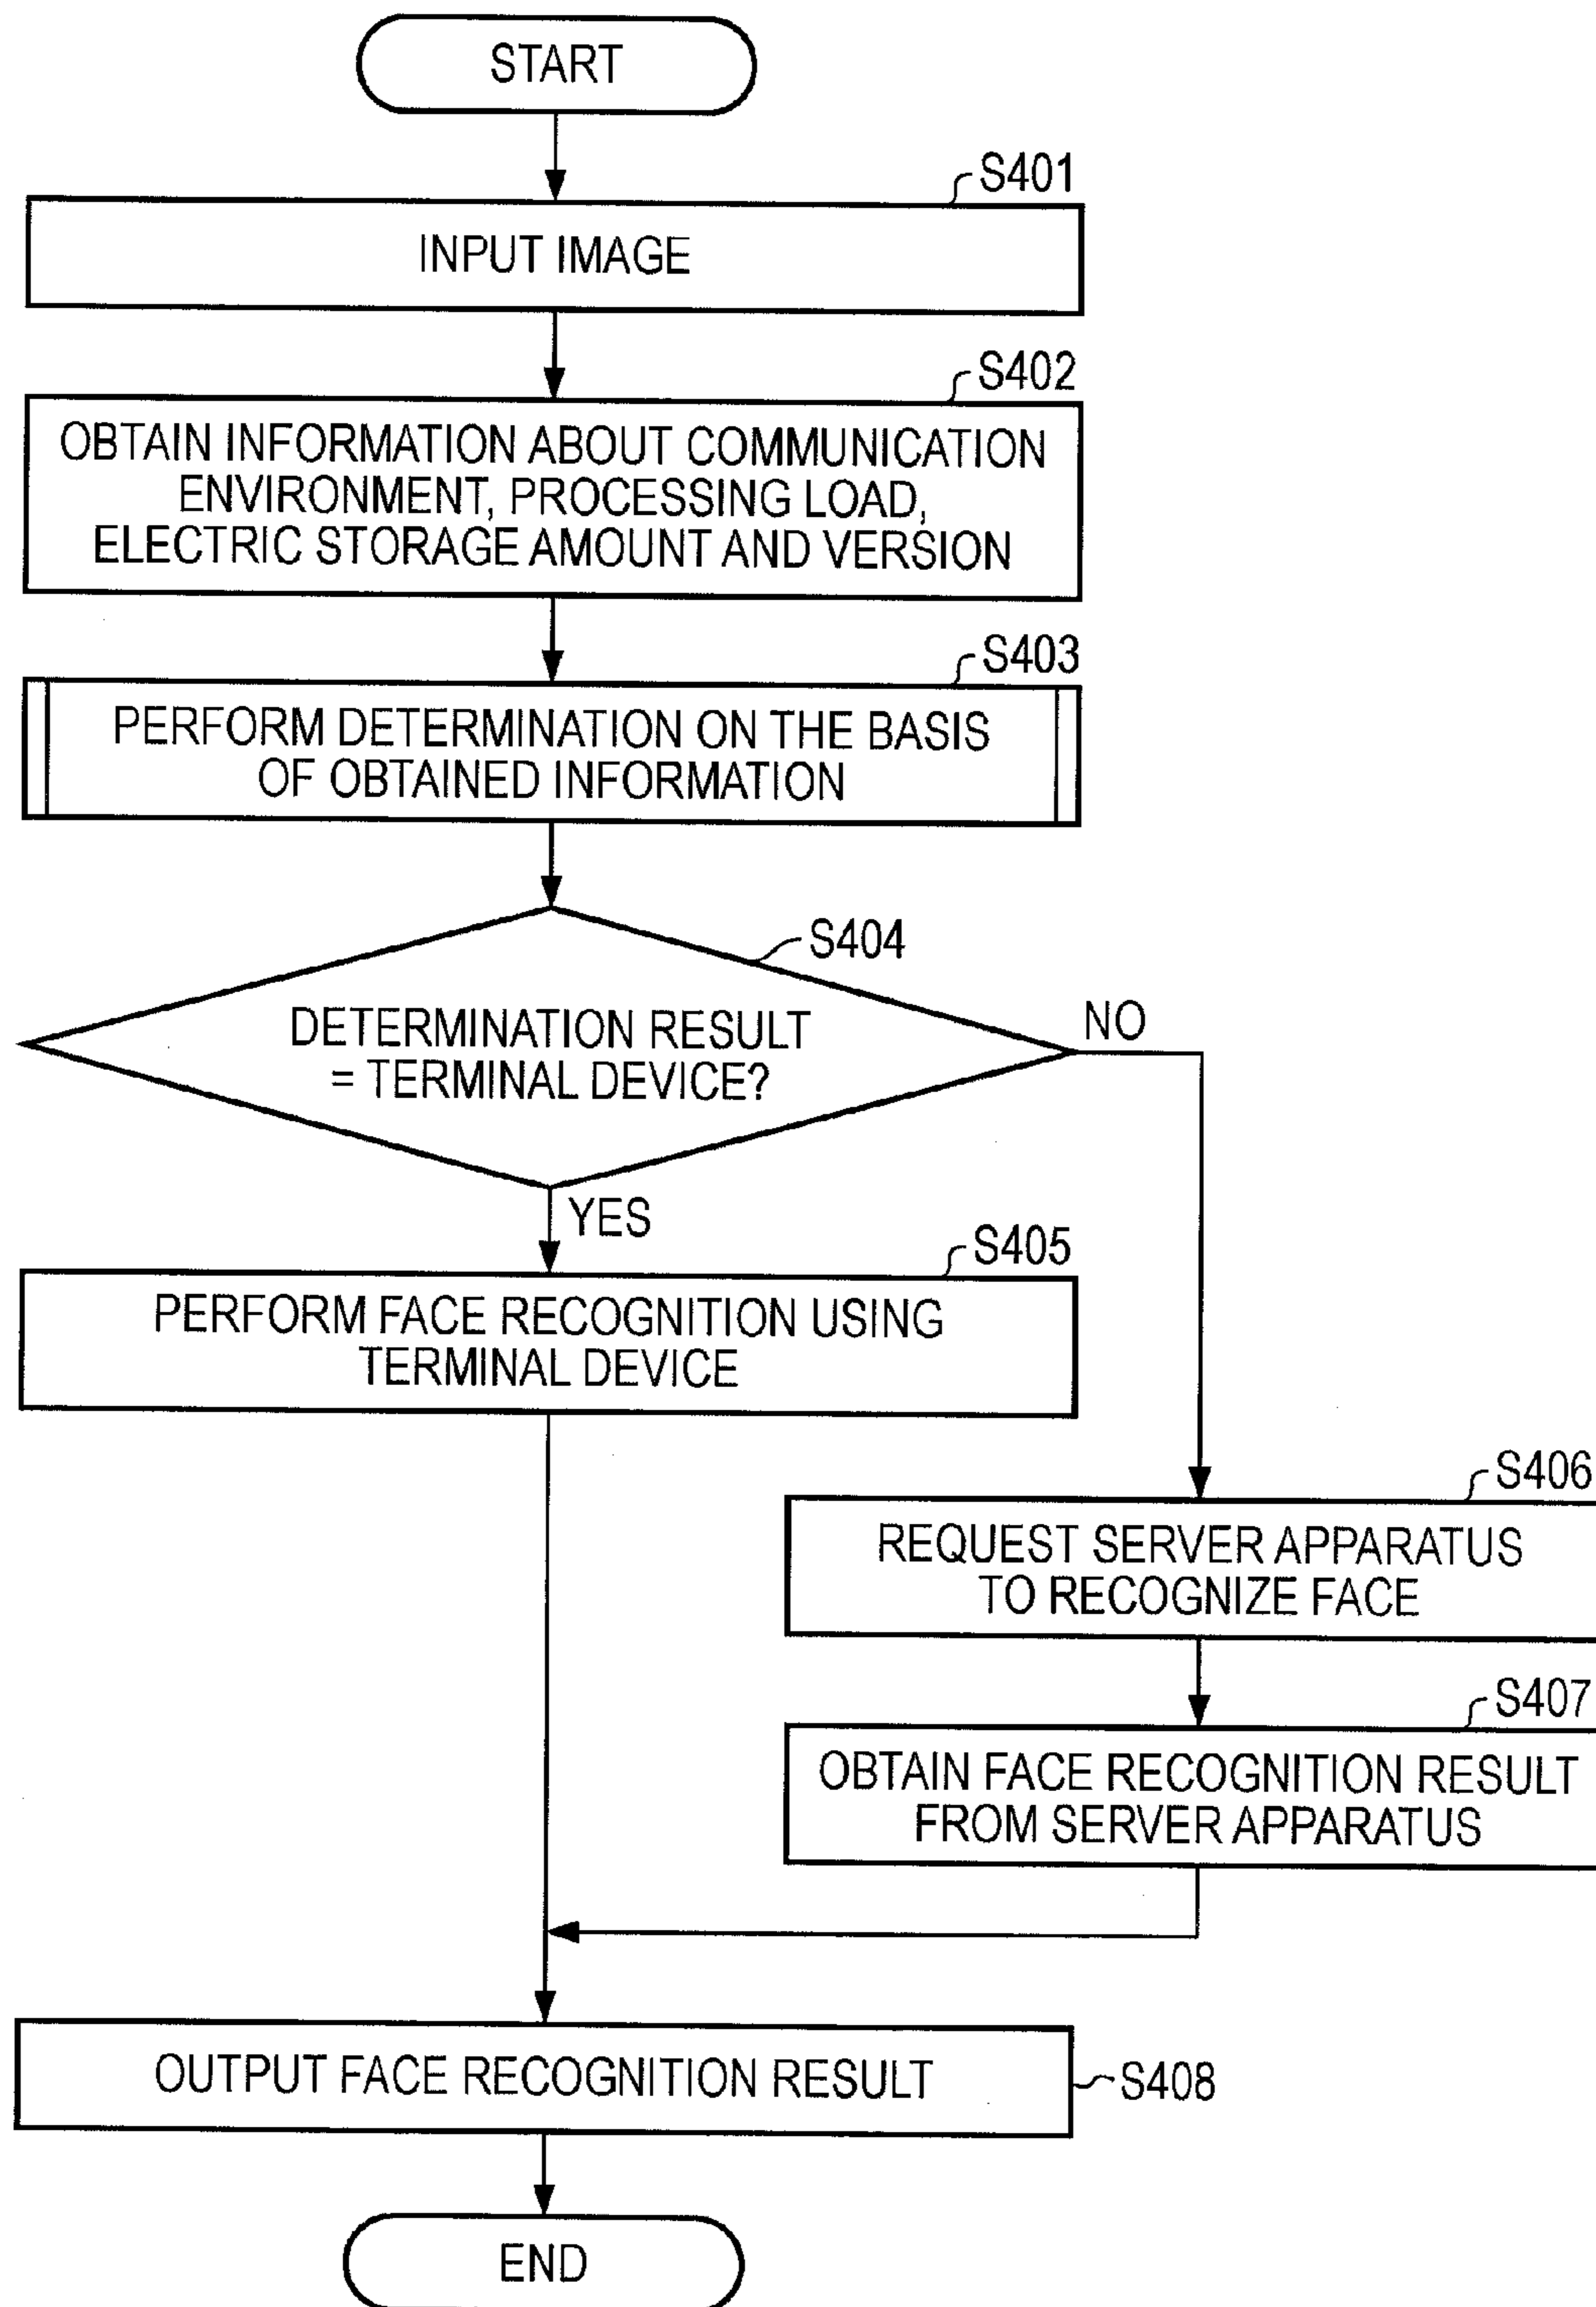 START
S401
INPUT IMAGE
S402
OBTAIN INFORMATION ABOUT COMMUNICATION
ENVIRONMENT, PROCESSING LOAD,
ELECTRIC STORAGE AMOUNT AND VERSION
S403
PERFORM DETERMINATION ON THE BASIS
OF OBTAINED INFORMATION
S404
DETERMINATION RESULT
= TERMINAL DEVICE?
NO
YES
S405
PERFORM FACE RECOGNITION USING
TERMINAL DEVICE
S406
REQUEST SERVER APPARATUS
TO RECOGNIZE FACE
S407
OBTAIN FACE RECOGNITION RESULT
FROM SERVER APPARATUS
OUTPUT FACE RECOGNITION RESULT
S408
END